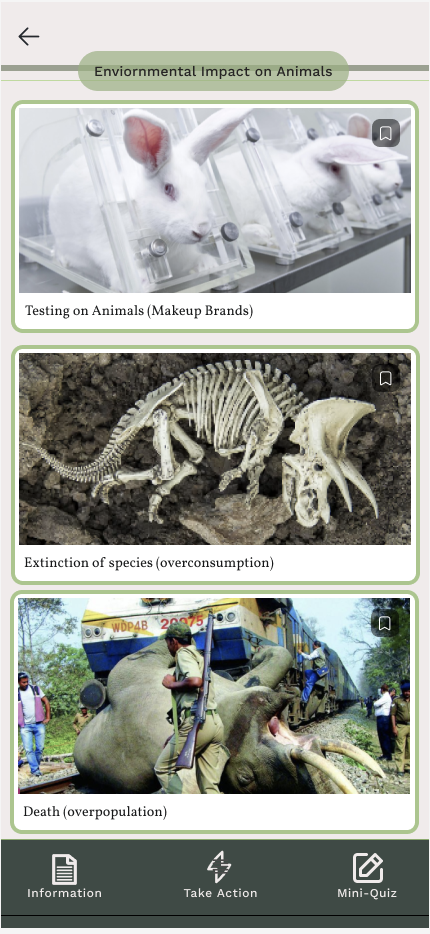 Enviornmental Impact on Animals
Testing on Animals (Makeup Brands)
Extinction of species (overconsumption)
WDP4B 20075
Death (overpopulation)
Information Take Action Mini-Quiz